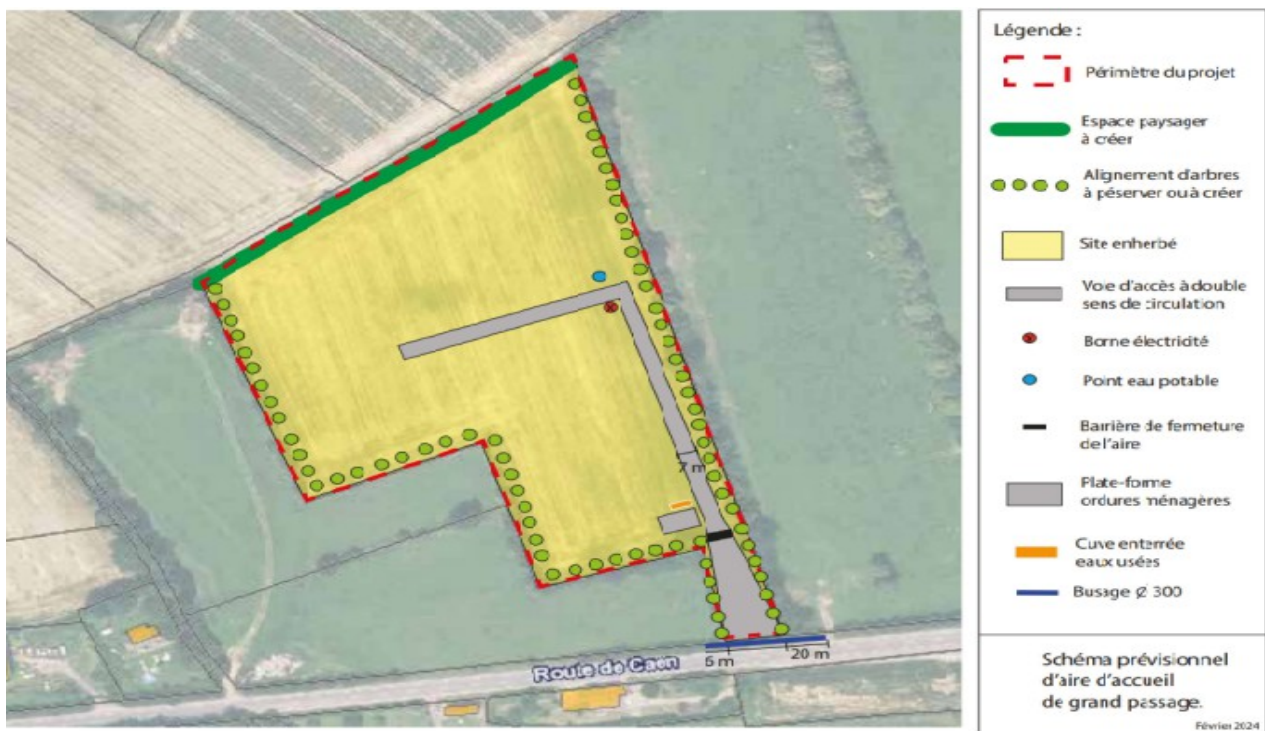 7 m
Route de Caen
6 m
20 m
Légende :
Périmètre du projet
Espace paysager
à créer
Alignement d'arbres
à péserver ou à créer
Site enherbé
Voie d'accès à double
sens de circulation
Borne électricité
Point eau potable
Barrière de fermeture
de l'aire
Plate-forme
ordures ménagères
Cuve enterrée
eaux usées
Busage Ø 300
Schéma prévisionnel
d'aire d'accueil
de grand passage.
Février 2024